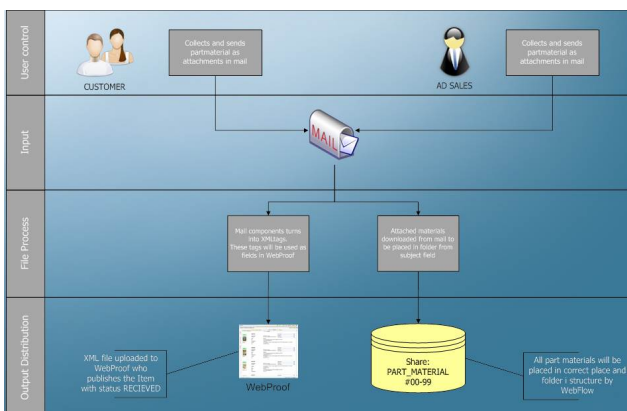 User control
CUSTOMER
Collects and sends
partmaterial as
attachments in mail
AD SALES
Collects and sends
partmaterial as
attachments in mail
Input
MAIL
File Process
Mail components turns
into XMLtags.
These tags will be used as
fields in WebProof
Attached materials
downloaded from mail to
be placed in folder from
subject field
Output Distribution
XML file uploaded to
WebProof who
publishes the Item
with status RECIEVED
WebProof
Share:
PART_MATERIAL
#00-99
All part materials will be
placed in correct place and
folder i structure by
WebFlow